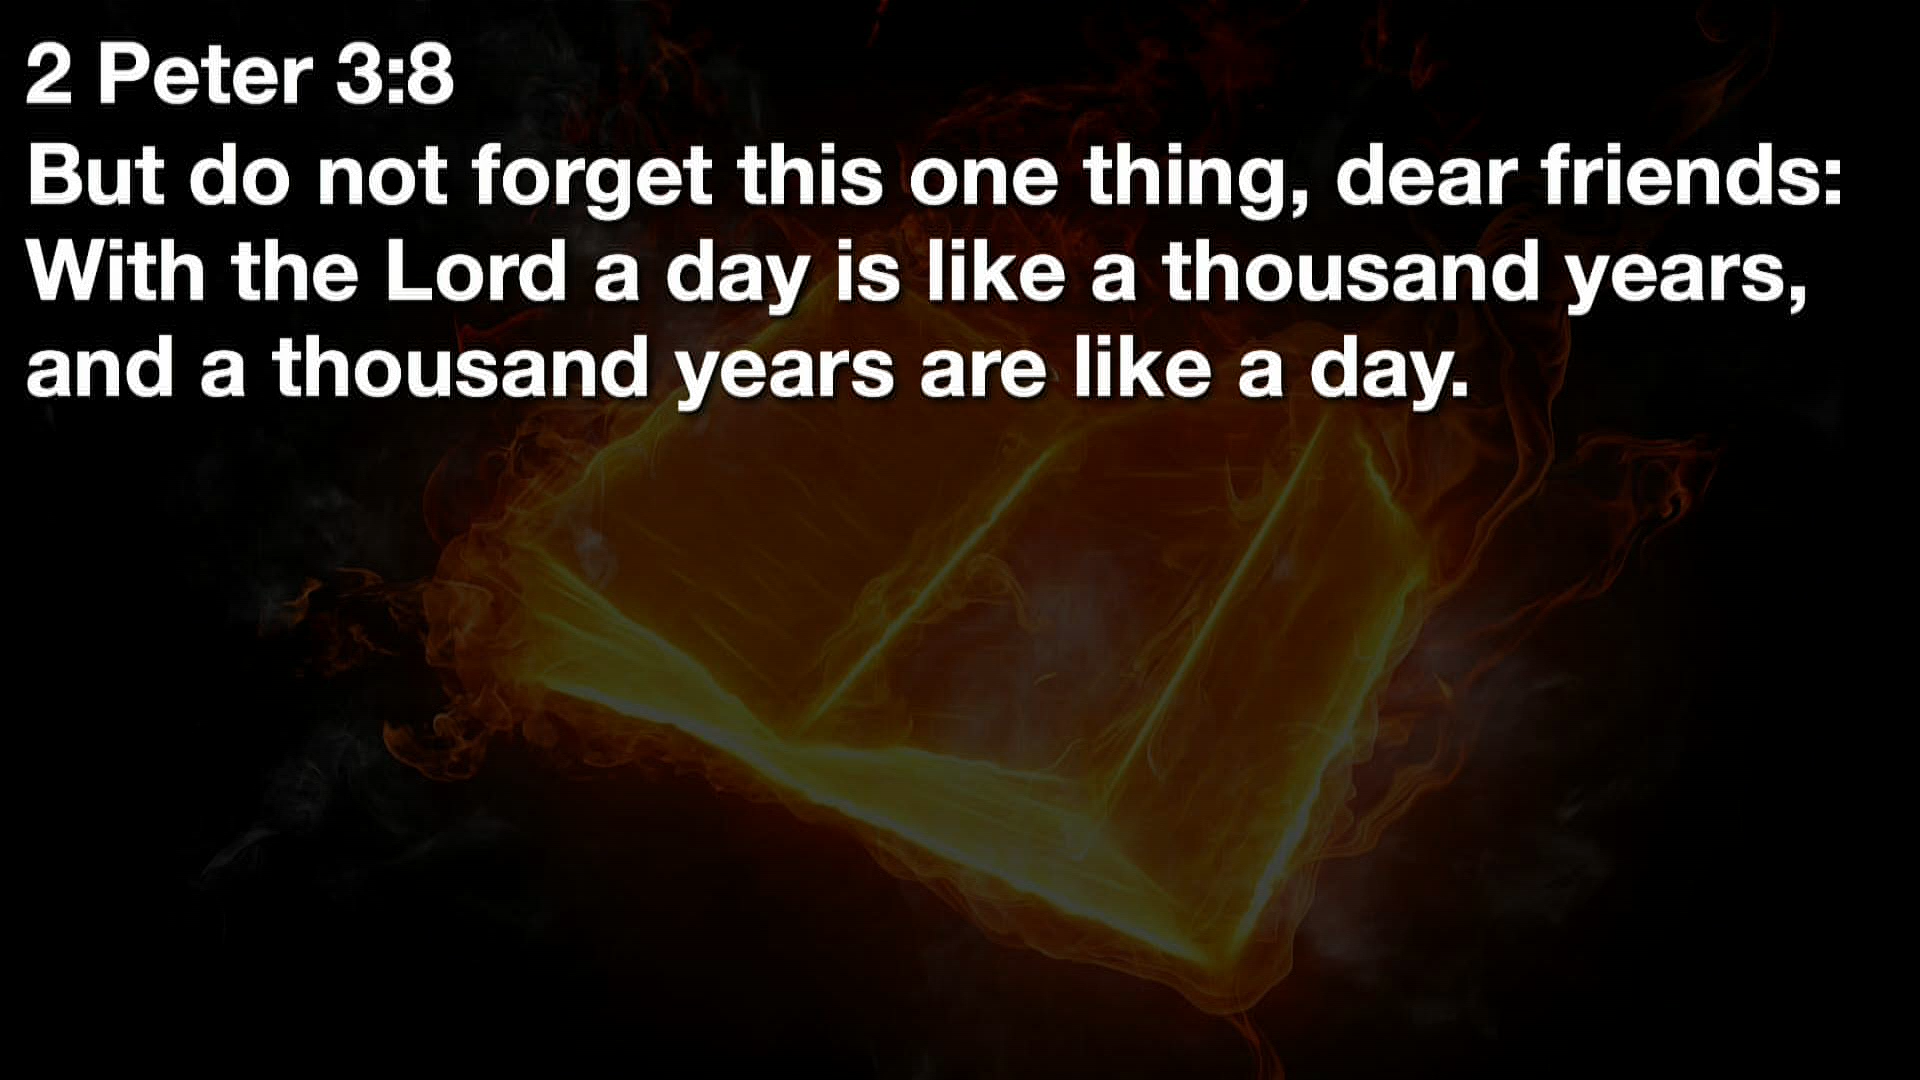 2 Peter 3:8
But do not forget this one thing, dear friends:
With the Lord a day is like a thousand years,
and a thousand years are like a day.